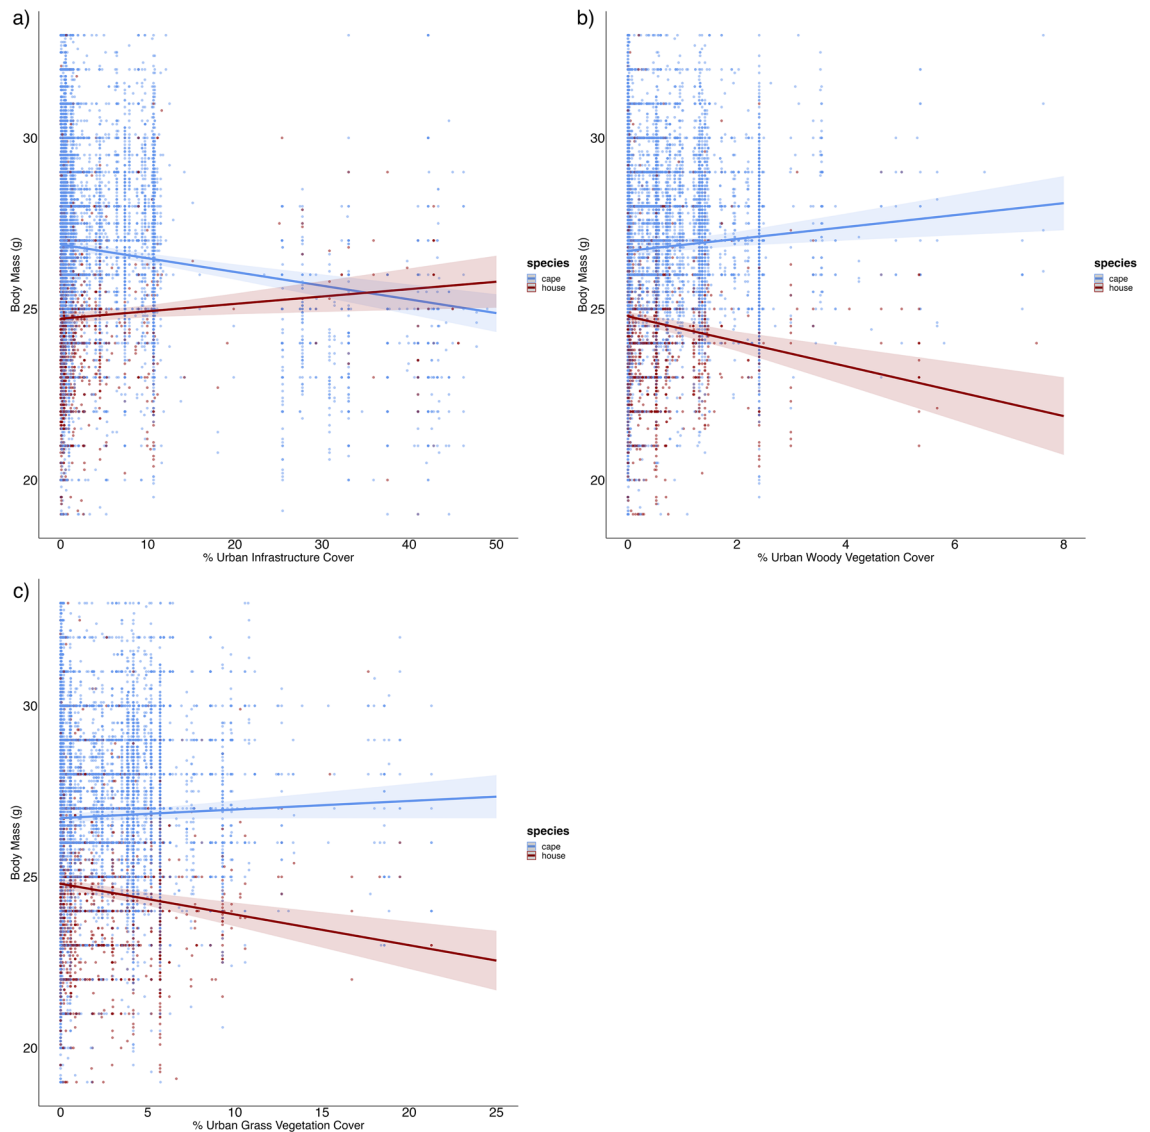 a)
30
25
20
Body Mass (g)
0 10 20 30 40 50
% Urban Infrastructure Cover
species
cape
house
b)
30
25
20
Body Mass (g)
0 2 4 6 8
% Urban Woody Vegetation Cover
species
cape
house
c)
30
25
20
Body Mass (g)
0 5 10 15 20 25
% Urban Grass Vegetation Cover
species
cape
house